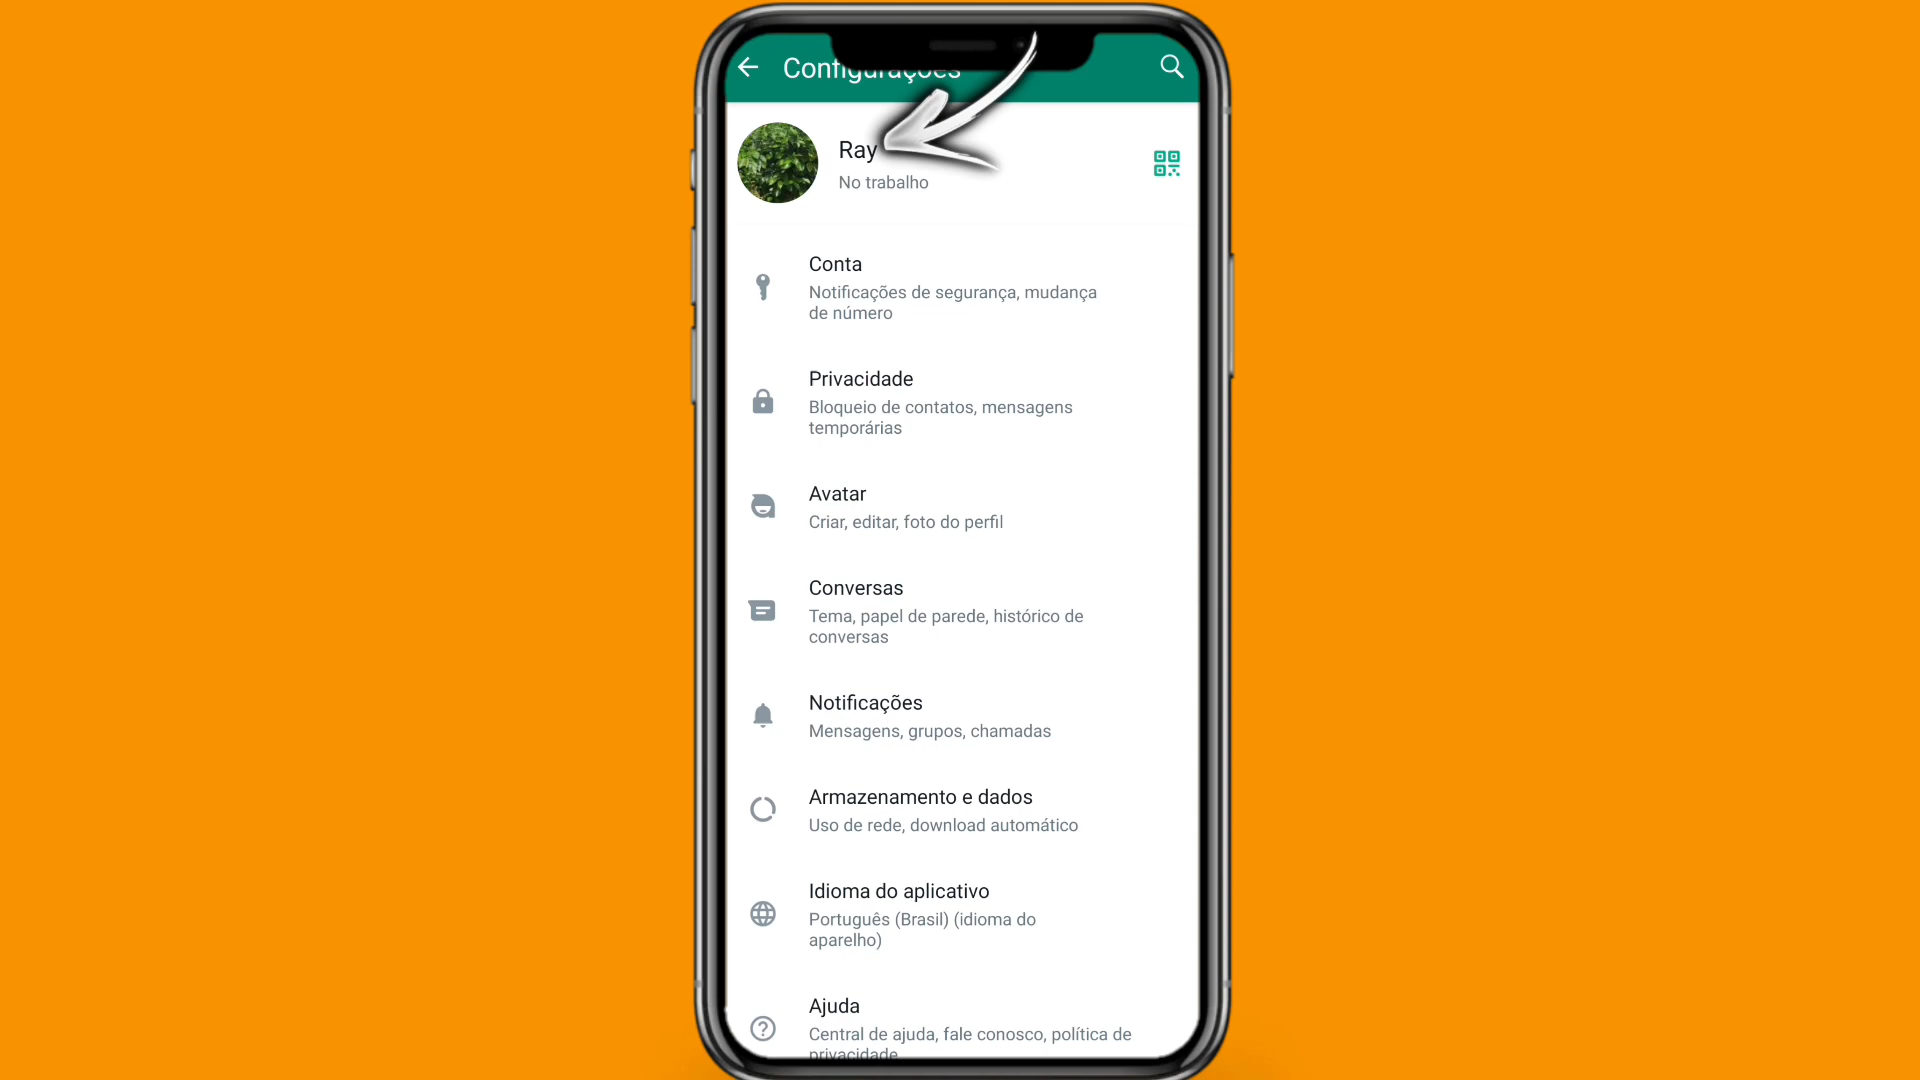 Configurações
Ray
No trabalho
Conta
Notificações de segurança, mudança
de número
Privacidade
Bloqueio de contatos, mensagens
temporárias
Avatar
Criar, editar, foto do perfil
Conversas
Tema, papel de parede, histórico de
conversas
Notificações
Mensagens, grupos, chamadas
Armazenamento e dados
Uso de rede, download automático
Idioma do aplicativo
Português (Brasil) (idioma do
aparelho)
Ajuda
Central de ajuda, fale conosco, política de
privacidade